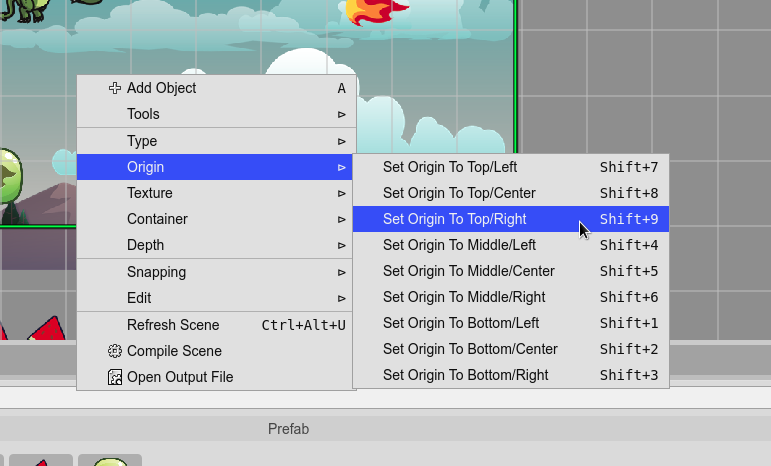 Add Object A
Tools
Type
Origin
Texture
Container
Depth
Snapping
Edit
Refresh Scene Ctrl+Alt+U
Compile Scene
Open Output File
Set Origin To Top/Left Shift+7
Set Origin To Top/Center Shift+8
Set Origin To Top/Right Shift+9
Set Origin To Middle/Left Shift+4
Set Origin To Middle/Center Shift+5
Set Origin To Middle/Right Shift+6
Set Origin To Bottom/Left Shift+1
Set Origin To Bottom/Center Shift+2
Set Origin To Bottom/Right Shift+3
Prefab